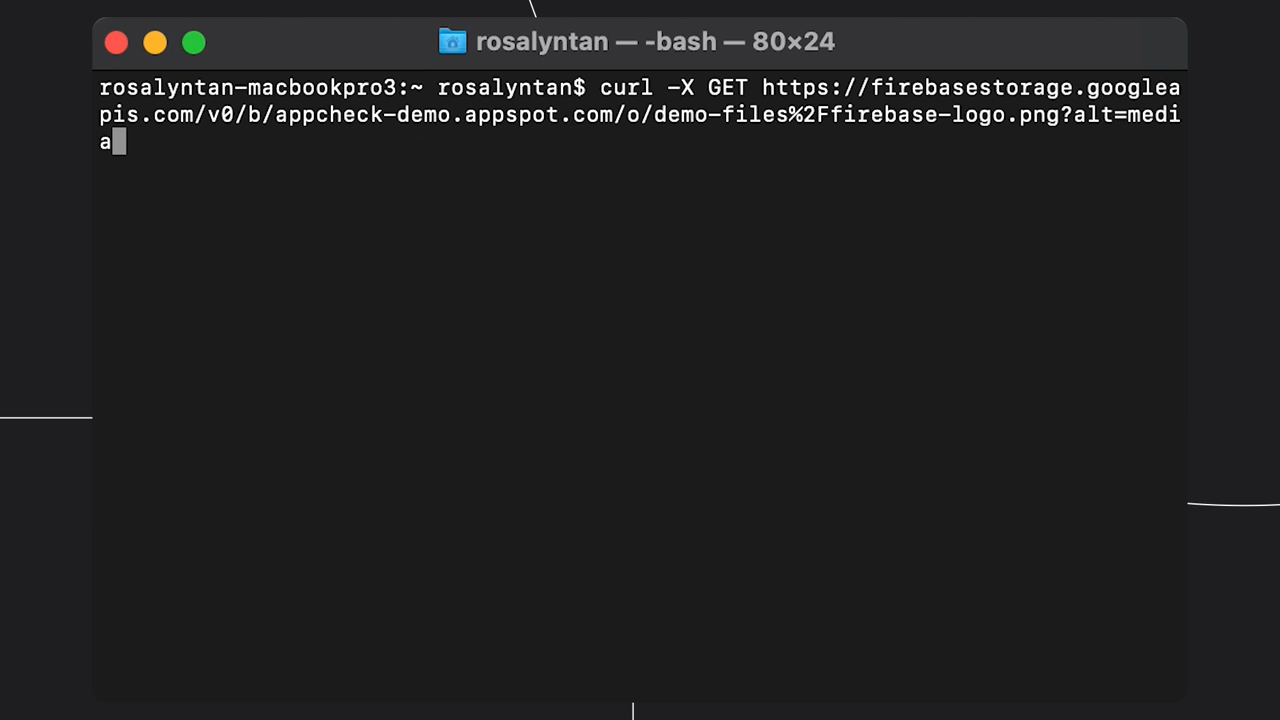 rosalyntan — -bash — 80×24
rosalyntan-macbookpro3:~ rosalyntan$ curl -X GET https://firebasestorage.googlea
pis.com/v0/b/appcheck-demo.appspot.com/o/demo-files%2Ffirebase-logo.png?alt=medi
a